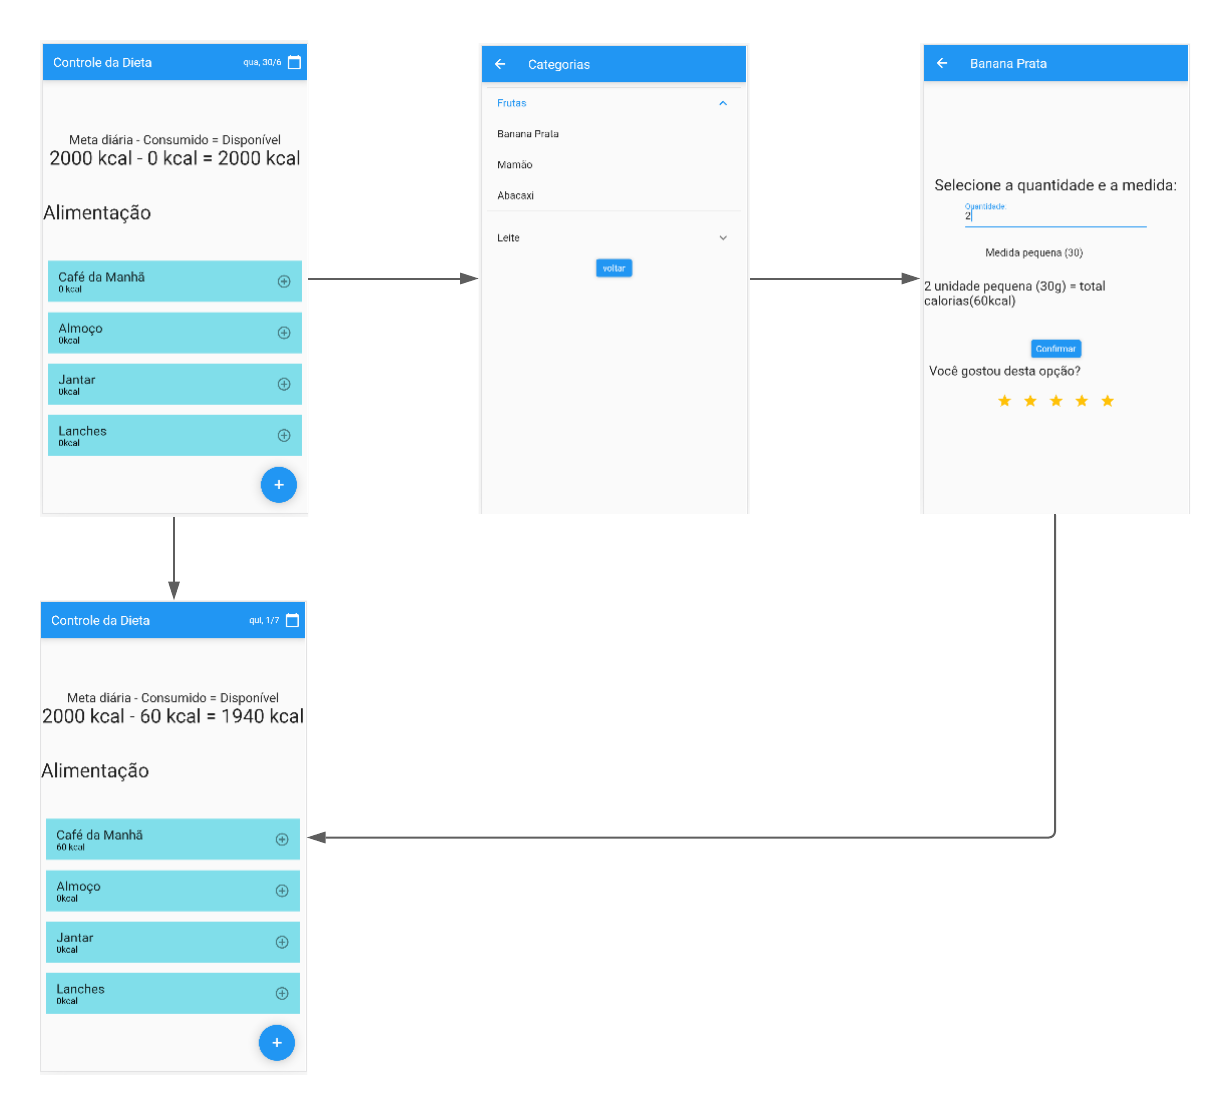 Controle da Dieta
qua, 30/6
Meta diária - Consumido = Disponível
2000 kcal - 0 kcal = 2000 kcal
Alimentação
Café da Manhã
0 kcal
Almoço
0kcal
Jantar
0kcal
Lanches
0kcal
+
Categorias
Frutas
Banana Prata
Mamão
Abacaxi
Leite
voltar
Banana Prata
Selecione a quantidade e a medida:
Quantidade:
2
Medida pequena (30)
2 unidade pequena (30g) = total
calorias(60kcal)
Confirmar
Você gostou desta opção?
Controle da Dieta
qui, 1/7
Meta diária - Consumido = Disponível
2000 kcal - 60 kcal = 1940 kcal
Alimentação
Café da Manhã
60 kcal
Almoço
0kcal
Jantar
0kcal
Lanches
0kcal
+